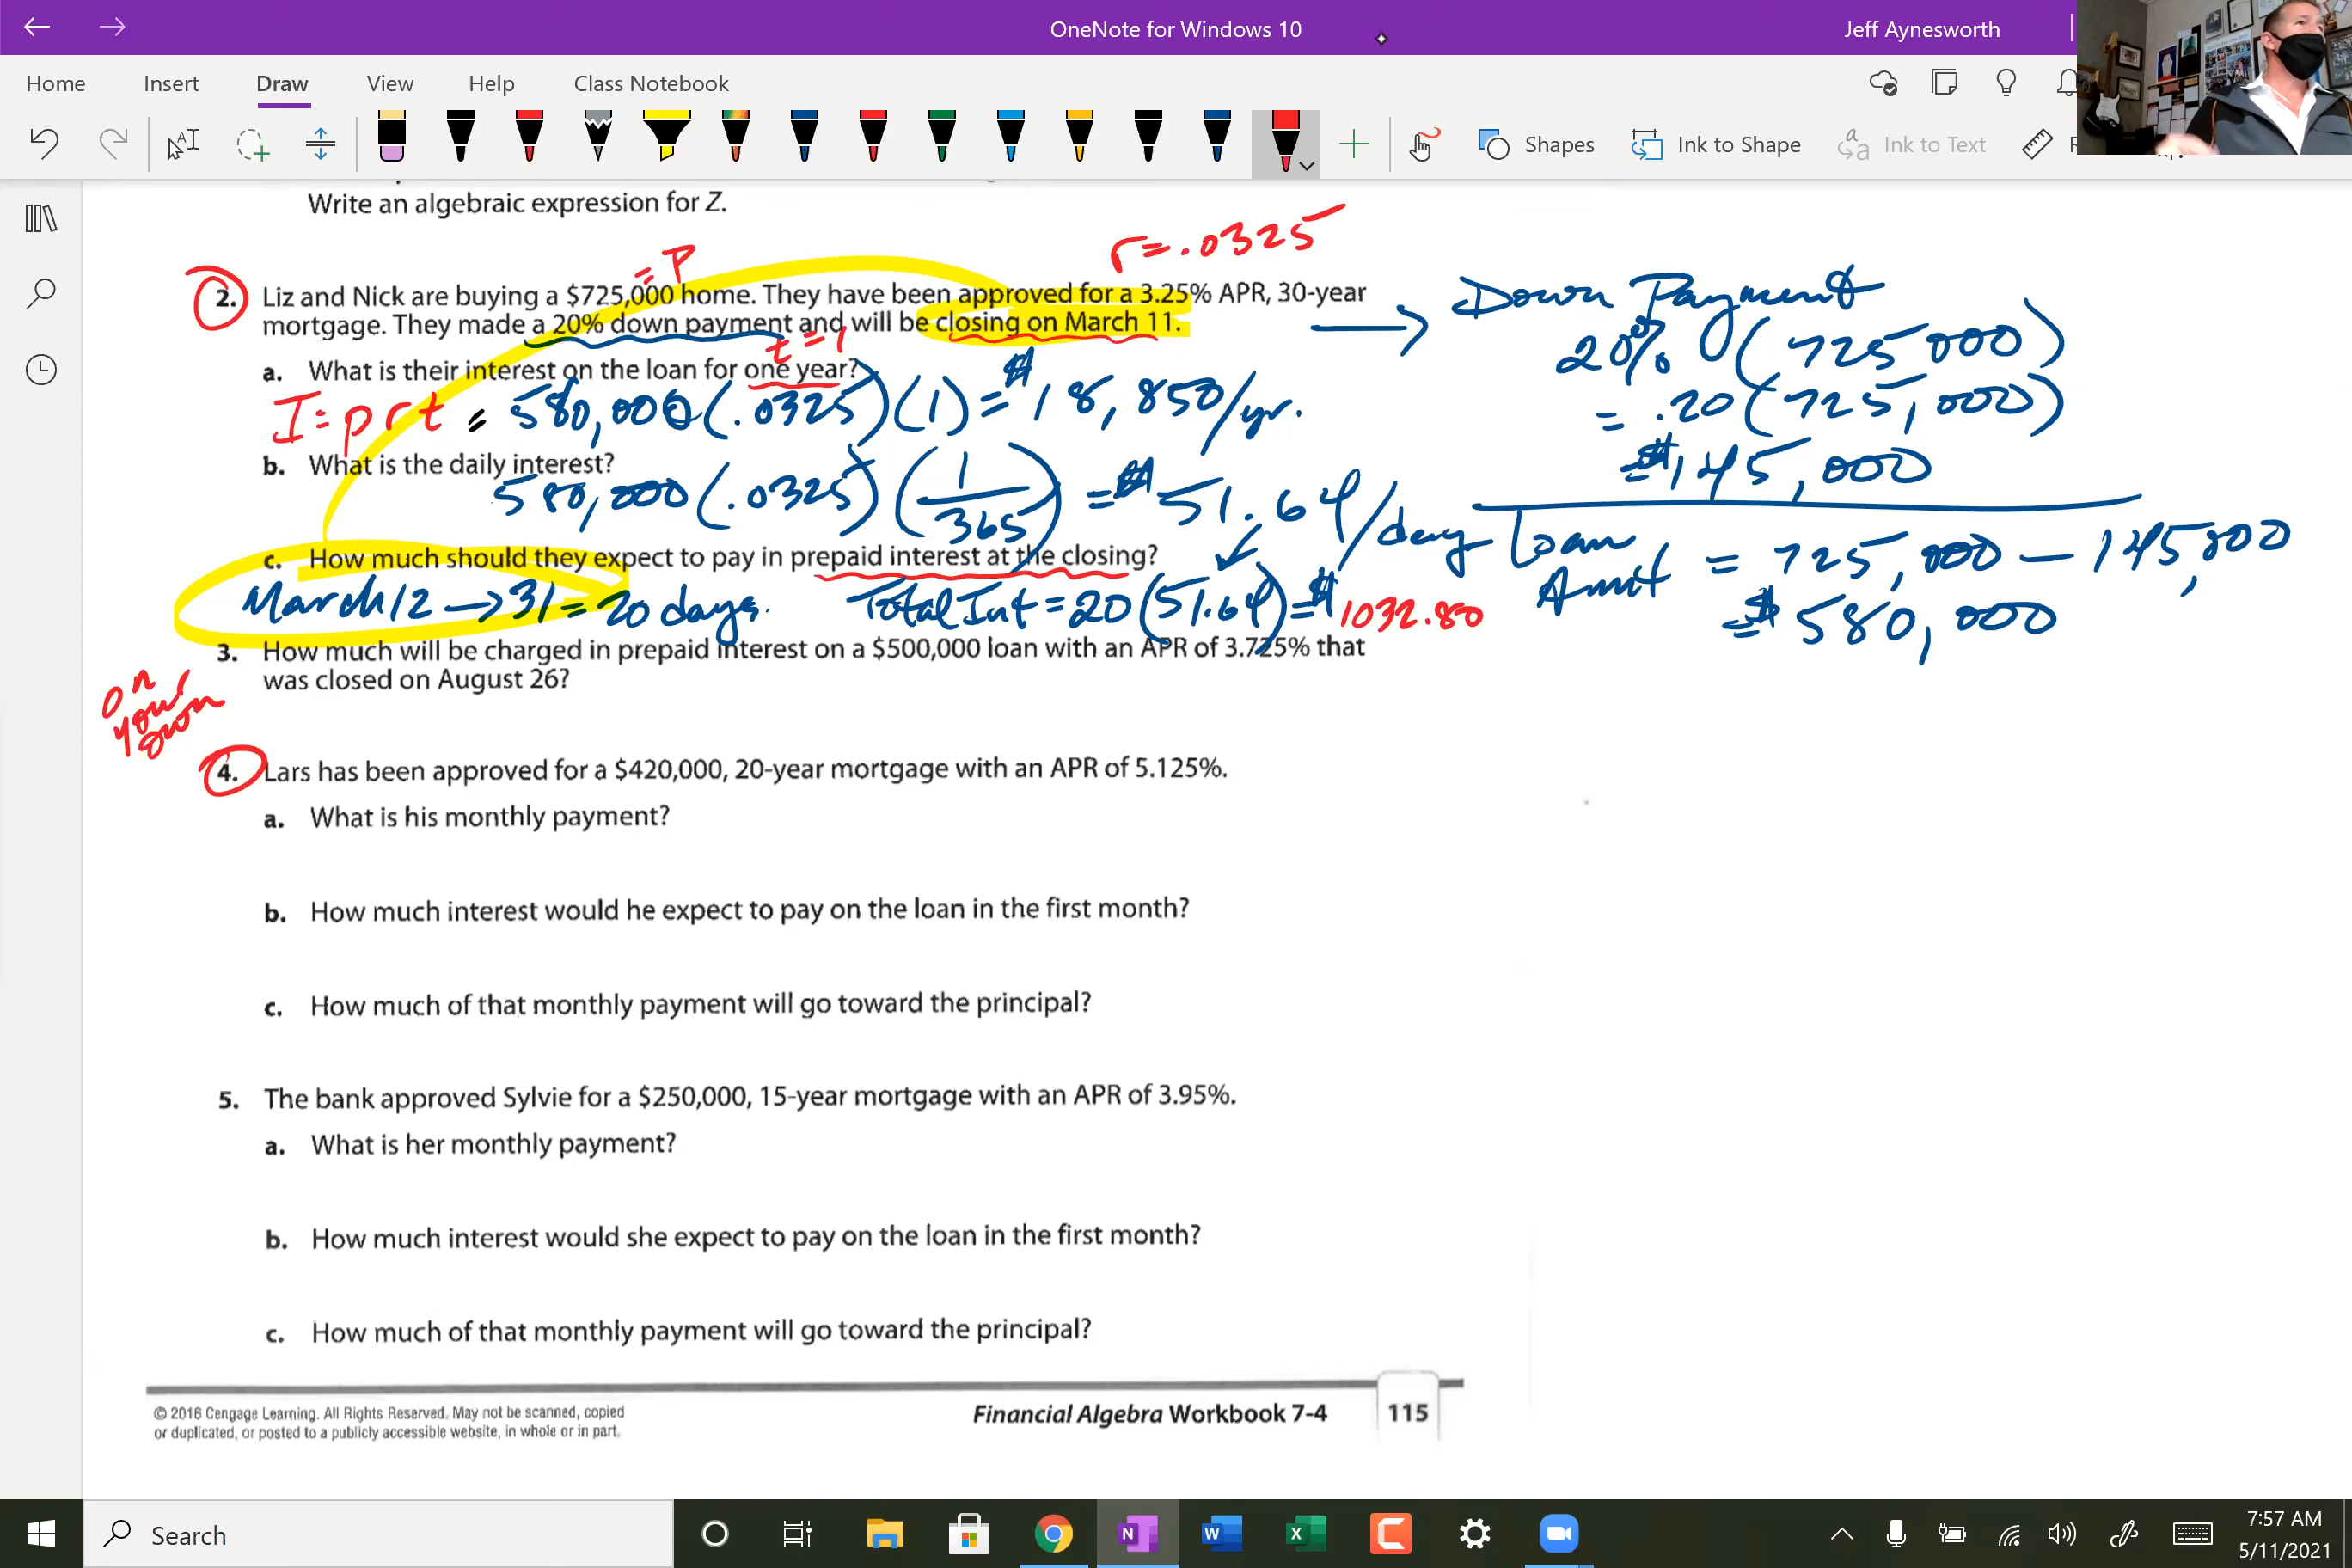 OneNote for Windows 10
Jeff Aynesworth
Home Insert Draw View Help Class Notebook
Shapes Ink to Shape Ink to Text
Write an algebraic expression for Z.
= P
r = .0325
2. Liz and Nick are buying a $725,000 home. They have been approved for a 3.25% APR, 30-year
mortgage. They made a 20% down payment and will be closing on March 11.
t = 1
a. What is their interest on the loan for one year?
I = prt = 580,000 (.0325)(1) = $18,850/yr.
b. What is the daily interest?
580,000 (.0325) (1/365) = $51.64/day
c. How much should they expect to pay in prepaid interest at the closing?
March 12 → 31 = 20 days. Total Int = 20 (51.64) = $1032.80
→ Down Payment
20% of (725000)
= .20 (725,000)
= $145,000
Loan Amt = 725,000 - 145,000
= $580,000
3. How much will be charged in prepaid interest on a $500,000 loan with an APR of 3.725% that
was closed on August 26?
On
your
own
4. Lars has been approved for a $420,000, 20-year mortgage with an APR of 5.125%.
a. What is his monthly payment?
b. How much interest would he expect to pay on the loan in the first month?
c. How much of that monthly payment will go toward the principal?
5. The bank approved Sylvie for a $250,000, 15-year mortgage with an APR of 3.95%.
a. What is her monthly payment?
b. How much interest would she expect to pay on the loan in the first month?
c. How much of that monthly payment will go toward the principal?
© 2016 Cengage Learning. All Rights Reserved. May not be scanned, copied
or duplicated, or posted to a publicly accessible website, in whole or in part.
Financial Algebra Workbook 7-4
115
Search
7:57 AM
5/11/2021